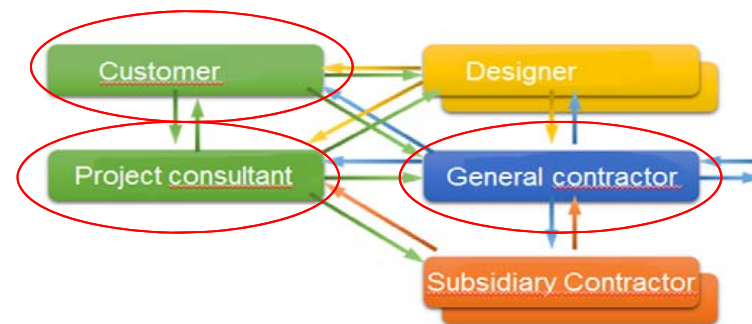 Customer
Designer
Project consultant
General contractor
Subsidiary Contractor